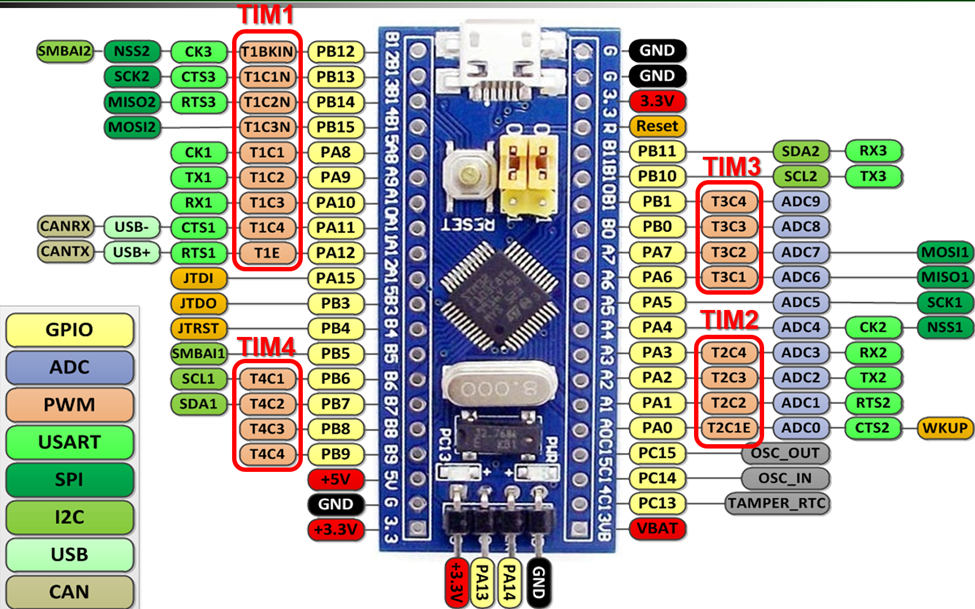 TIM1
SMBAI2 NSS2 CK3 T1BKIN PB12
SCK2 CTS3 T1C1N PB13
MISO2 RTS3 T1C2N PB14
MOSI2 T1C3N PB15
CK1 T1C1 PA8
TX1 T1C2 PA9
RX1 T1C3 PA10
CANRX USB- CTS1 T1C4 PA11
CANTX USB+ RTS1 T1E PA12
JTDI PA15
JTDO PB3
JTRST PB4
TIM4
SMBAI1 PB5
SCL1 T4C1 PB6
SDA1 T4C2 PB7
T4C3 PB8
T4C4 PB9
+5V
GND
+3.3V
GPIO
ADC
PWM
USART
SPI
I2C
USB
CAN
RESET
8.000
PC13
PWR
+3.3V PA13 PA14 GND
GND
GND
3.3V
Reset
PB11 SDA2 RX3
PB10 SCL2 TX3
TIM3
PB1 T3C4 ADC9
PB0 T3C3 ADC8
PA7 T3C2 ADC7 MOSI1
PA6 T3C1 ADC6 MISO1
PA5 ADC5 SCK1
PA4 ADC4 CK2 NSS1
TIM2
PA3 T2C4 ADC3 RX2
PA2 T2C3 ADC2 TX2
PA1 T2C2 ADC1 RTS2
PA0 T2C1E ADC0 CTS2 WKUP
PC15 OSC_OUT
PC14 OSC_IN
PC13 TAMPER_RTC
VBAT